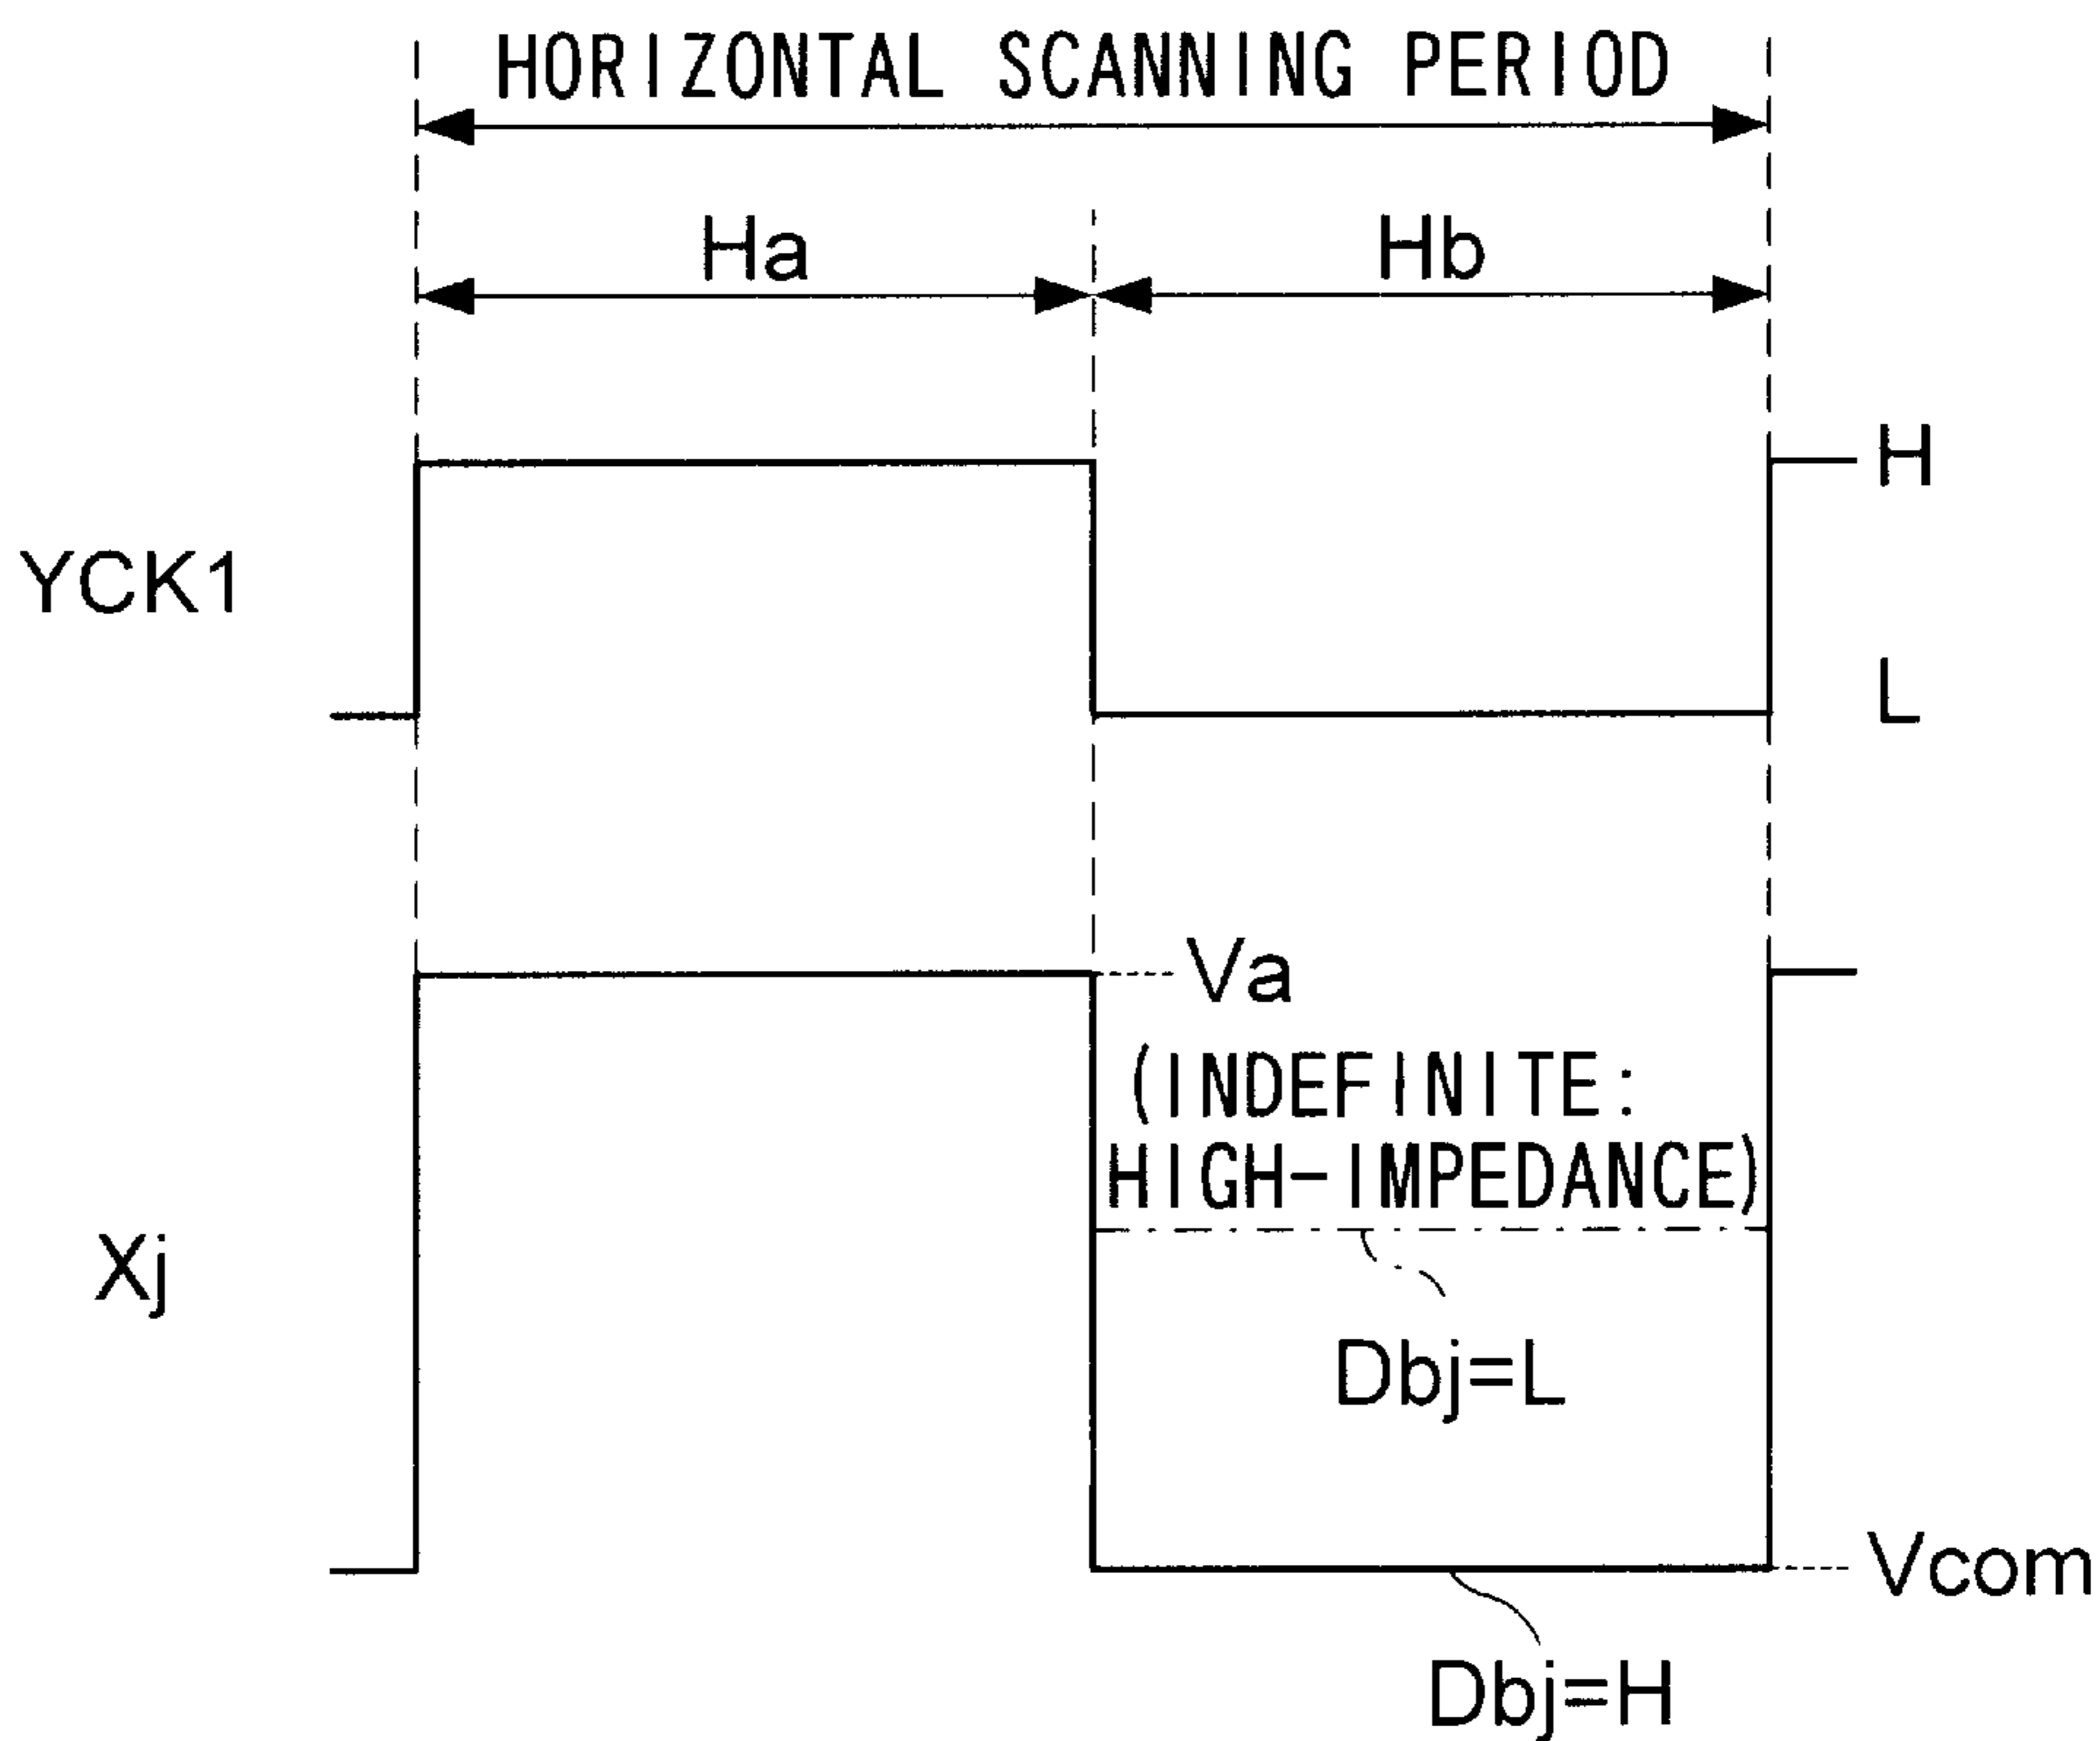 HORIZONTAL SCANNING PERIOD
Ha
Hb
H
YCK1
L
Va
(INDEFINITE:
HIGH-IMPEDANCE)
Xj
Dbj=L
Vcom
Dbj=H